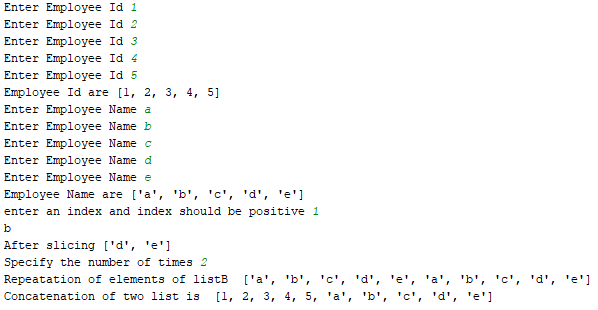 Enter Employee Id 1
Enter Employee Id 2
Enter Employee Id 3
Enter Employee Id 4
Enter Employee Id 5
Employee Id are [1, 2, 3, 4, 5]
Enter Employee Name a
Enter Employee Name b
Enter Employee Name c
Enter Employee Name d
Enter Employee Name e
Employee Name are ['a', 'b', 'c', 'd', 'e']
enter an index and index should be positive 1
b
After slicing ['d', 'e']
Specify the number of times 2
Repeatation of elements of listB  ['a', 'b', 'c', 'd', 'e', 'a', 'b', 'c', 'd', 'e']
Concatenation of two list is  [1, 2, 3, 4, 5, 'a', 'b', 'c', 'd', 'e']